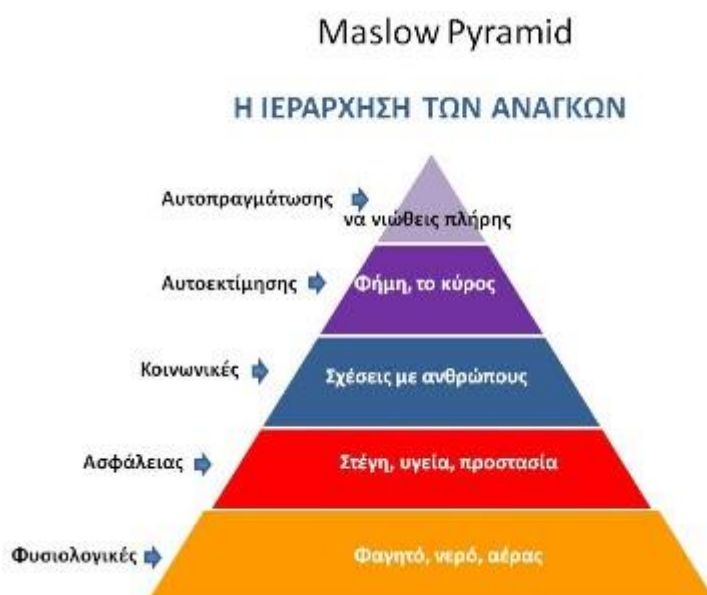 Maslow Pyramid
Η ΙΕΡΑΡΧΗΣΗ ΤΩΝ ΑΝΑΓΚΩΝ
Αυτοπραγμάτωσης
να νιώθεις πλήρης
Αυτοεκτίμησης
Φήμη, το κύρος
Κοινωνικές
Σχέσεις με ανθρώπους
Ασφάλειας
Στέγη, υγεία, προστασία
Φυσιολογικές
Φαγητό, νερό, αέρας